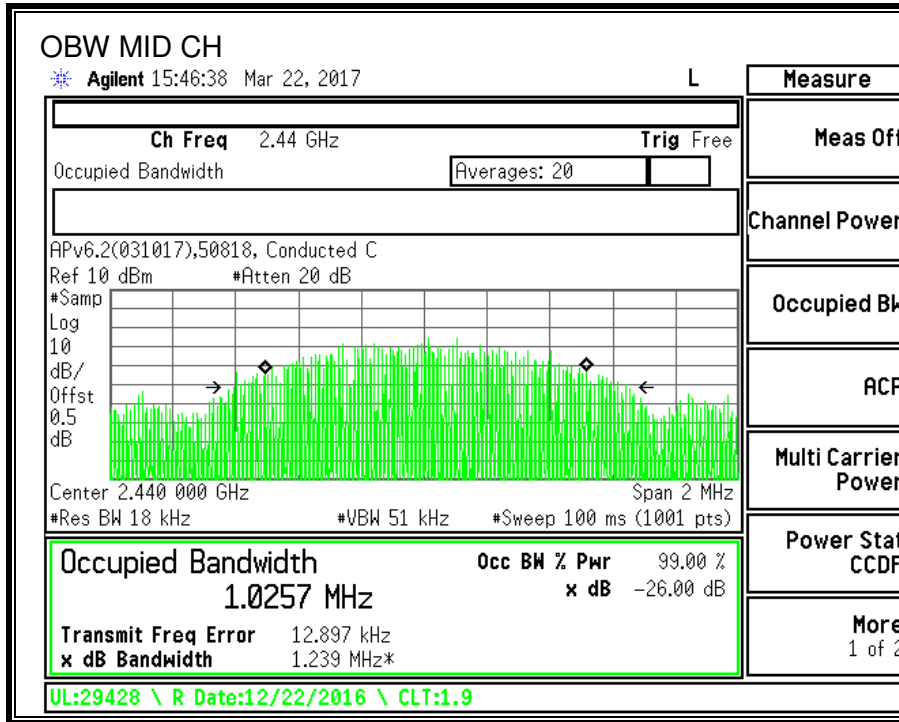 OBW MID CH
Agilent 15:46:38 Mar 22, 2017 L
Measure
Ch Freq 2.44 GHz Trig Free
Meas Off
Occupied Bandwidth Averages: 20
Channel Power
APv6.2(031017),50818, Conducted C
Ref 10 dBm #Atten 20 dB
#Samp
Log
10
dB/
Offst
0.5
dB
Occupied BW
ACP
Center 2.440 000 GHz Span 2 MHz
#Res BW 18 kHz #VBW 51 kHz #Sweep 100 ms (1001 pts)
Multi Carrier
Power
Occupied Bandwidth
1.0257 MHz
Occ BW % Pwr 99.00 %
x dB -26.00 dB
Transmit Freq Error 12.897 kHz
x dB Bandwidth 1.239 MHz*
Power Stat
CCDF
More
1 of 2
UL:29428 \ R Date:12/22/2016 \ CLT:1.9